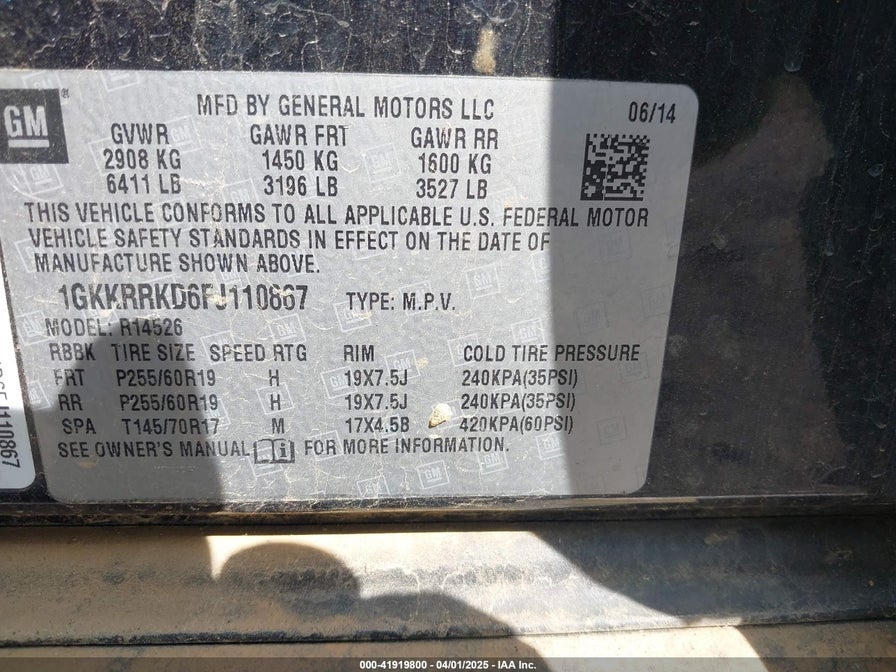 GM
MFD BY GENERAL MOTORS LLC 06/14
GVWR GAWR FRT GAWR RR
2908 KG 1450 KG 1600 KG
6411 LB 3196 LB 3527 LB
THIS VEHICLE CONFORMS TO ALL APPLICABLE U.S. FEDERAL MOTOR
VEHICLE SAFETY STANDARDS IN EFFECT ON THE DATE OF
MANUFACTURE SHOWN ABOVE.
1GKKRRKD6FJ110867 TYPE: M.P.V.
MODEL: R14526
RBBK TIRE SIZE SPEED RTG RIM COLD TIRE PRESSURE
FRT P255/60R19 H 19X7.5J 240KPA(35PSI)
RR P255/60R19 H 19X7.5J 240KPA(35PSI)
SPA T145/70R17 M 17X4.5B 420KPA(60PSI)
SEE OWNER'S MANUAL FOR MORE INFORMATION.
000-41919800 / 04/01/2025 - IAA Inc.